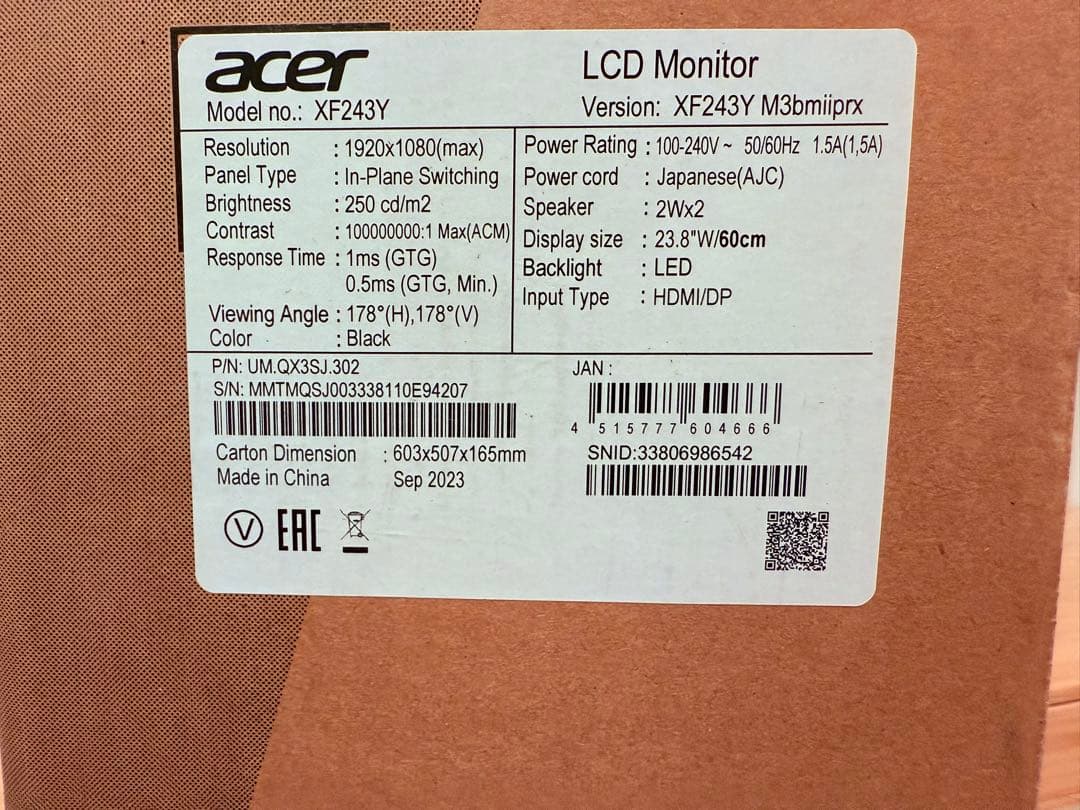 acer
LCD Monitor
Model no.: XF243Y
Version: XF243Y M3bmiiprx
Resolution : 1920x1080(max)
Panel Type : In-Plane Switching
Brightness : 250 cd/m2
Contrast : 100000000:1 Max(ACM)
Response Time : 1ms (GTG)
0.5ms (GTG, Min.)
Viewing Angle : 178°(H),178°(V)
Color : Black
Power Rating : 100-240V ~ 50/60Hz 1.5A(1,5A)
Power cord : Japanese(AJC)
Speaker : 2Wx2
Display size : 23.8"W/60cm
Backlight : LED
Input Type : HDMI/DP
P/N: UM.QX3SJ.302
S/N: MMTMQSJ003338110E94207
Carton Dimension : 603x507x165mm
Made in China Sep 2023
JAN :
4 515777 604666
SNID:33806986542
V EAC